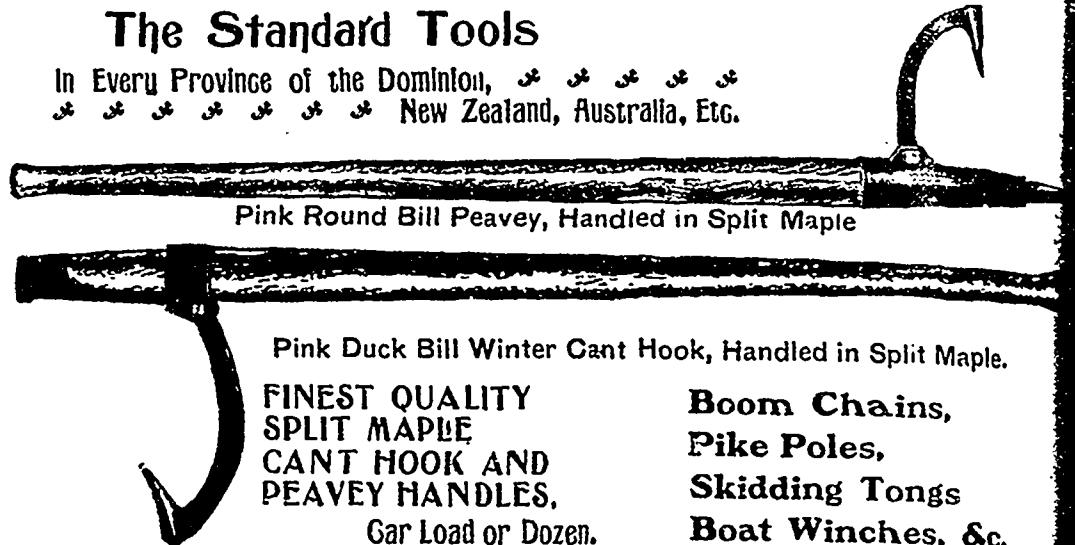 The Standard Tools
In Every Province of the Dominion,
New Zealand, Australia, Etc.
Pink Round Bill Peavey, Handled in Split Maple
Pink Duck Bill Winter Cant Hook, Handled in Split Maple.
FINEST QUALITY
SPLIT MAPLE
CANT HOOK AND
PEAVEY HANDLES,
Car Load or Dozen.
Boom Chains,
Pike Poles,
Skidding Tongs
Boat Winches, &c.